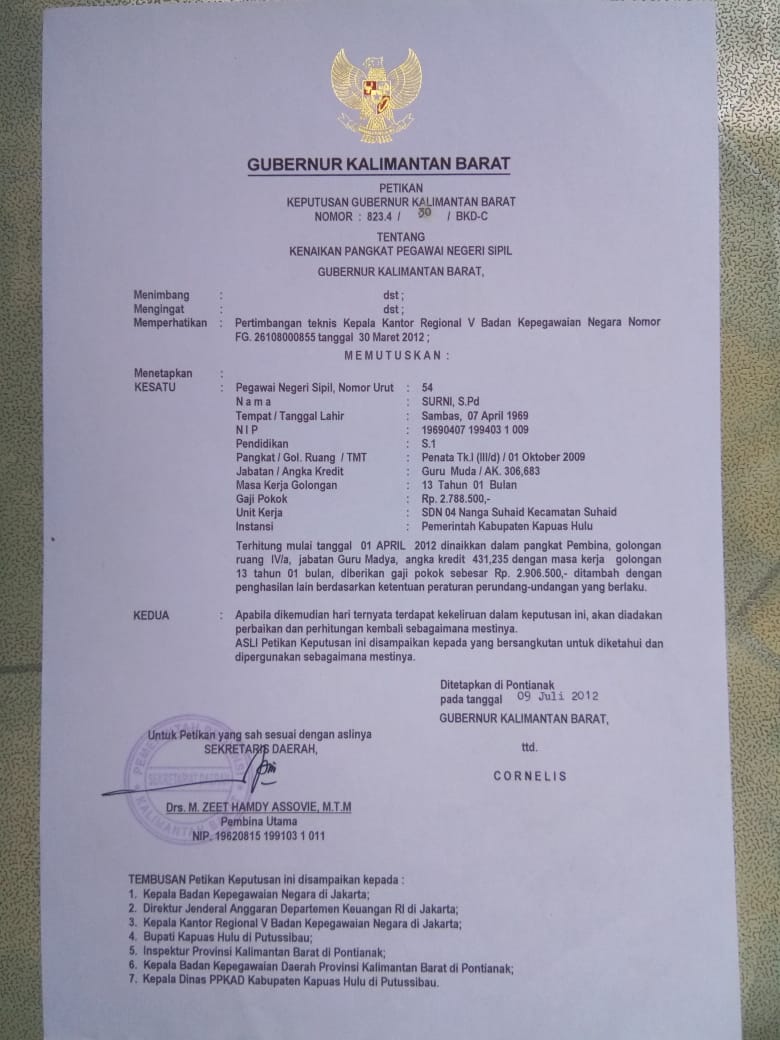 GUBERNUR KALIMANTAN BARAT
PETIKAN
KEPUTUSAN GUBERNUR KALIMANTAN BARAT
NOMOR : 823.4 / 30 / BKD-C
TENTANG
KENAIKAN PANGKAT PEGAWAI NEGERI SIPIL
GUBERNUR KALIMANTAN BARAT,
Menimbang : dst ;
Mengingat : dst ;
Memperhatikan : Pertimbangan teknis Kepala Kantor Regional V Badan Kepegawaian Negara Nomor
FG. 26108000855 tanggal 30 Maret 2012 ;
M E M U T U S K A N :
Menetapkan :
KESATU : Pegawai Negeri Sipil, Nomor Urut : 54
N a m a : SURNI, S.Pd
Tempat / Tanggal Lahir : Sambas, 07 April 1969
N I P : 19690407 199403 1 009
Pendidikan : S.1
Pangkat / Gol. Ruang / TMT : Penata Tk.I (III/d) / 01 Oktober 2009
Jabatan / Angka Kredit : Guru Muda / AK. 306,683
Masa Kerja Golongan : 13 Tahun 01 Bulan
Gaji Pokok : Rp. 2.788.500,-
Unit Kerja : SDN 04 Nanga Suhaid Kecamatan Suhaid
Instansi : Pemerintah Kabupaten Kapuas Hulu
Terhitung mulai tanggal 01 APRIL 2012 dinaikkan dalam pangkat Pembina, golongan
ruang IV/a, jabatan Guru Madya, angka kredit 431,235 dengan masa kerja golongan
13 tahun 01 bulan, diberikan gaji pokok sebesar Rp. 2.906.500,- ditambah dengan
penghasilan lain berdasarkan ketentuan peraturan perundang-undangan yang berlaku.
KEDUA : Apabila dikemudian hari ternyata terdapat kekeliruan dalam keputusan ini, akan diadakan
perbaikan dan perhitungan kembali sebagaimana mestinya.
ASLI Petikan Keputusan ini disampaikan kepada yang bersangkutan untuk diketahui dan
dipergunakan sebagaimana mestinya.
Ditetapkan di Pontianak
pada tanggal 09 Juli 2012
GUBERNUR KALIMANTAN BARAT,
ttd.
C O R N E L I S
Untuk Petikan yang sah sesuai dengan aslinya
SEKRETARIS DAERAH,
Drs. M. ZEET HAMDY ASSOVIE, M.T.M
Pembina Utama
NIP. 19620815 199103 1 011
TEMBUSAN Petikan Keputusan ini disampaikan kepada :
1. Kepala Badan Kepegawaian Negara di Jakarta;
2. Direktur Jenderal Anggaran Departemen Keuangan RI di Jakarta;
3. Kepala Kantor Regional V Badan Kepegawaian Negara di Jakarta;
4. Bupati Kapuas Hulu di Putussibau;
5. Inspektur Provinsi Kalimantan Barat di Pontianak;
6. Kepala Badan Kepegawaian Daerah Provinsi Kalimantan Barat di Pontianak;
7. Kepala Dinas PPKAD Kabupaten Kapuas Hulu di Putussibau.